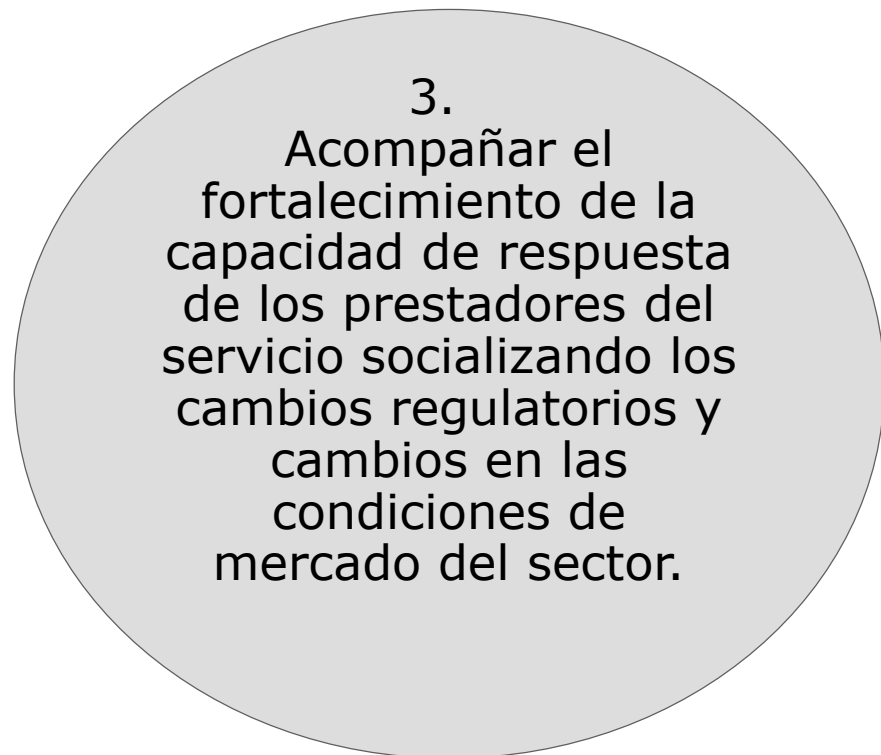 3.
Acompañar el
fortalecimiento de la
capacidad de respuesta
de los prestadores del
servicio socializando los
cambios regulatorios y
cambios en las
condiciones de
mercado del sector.